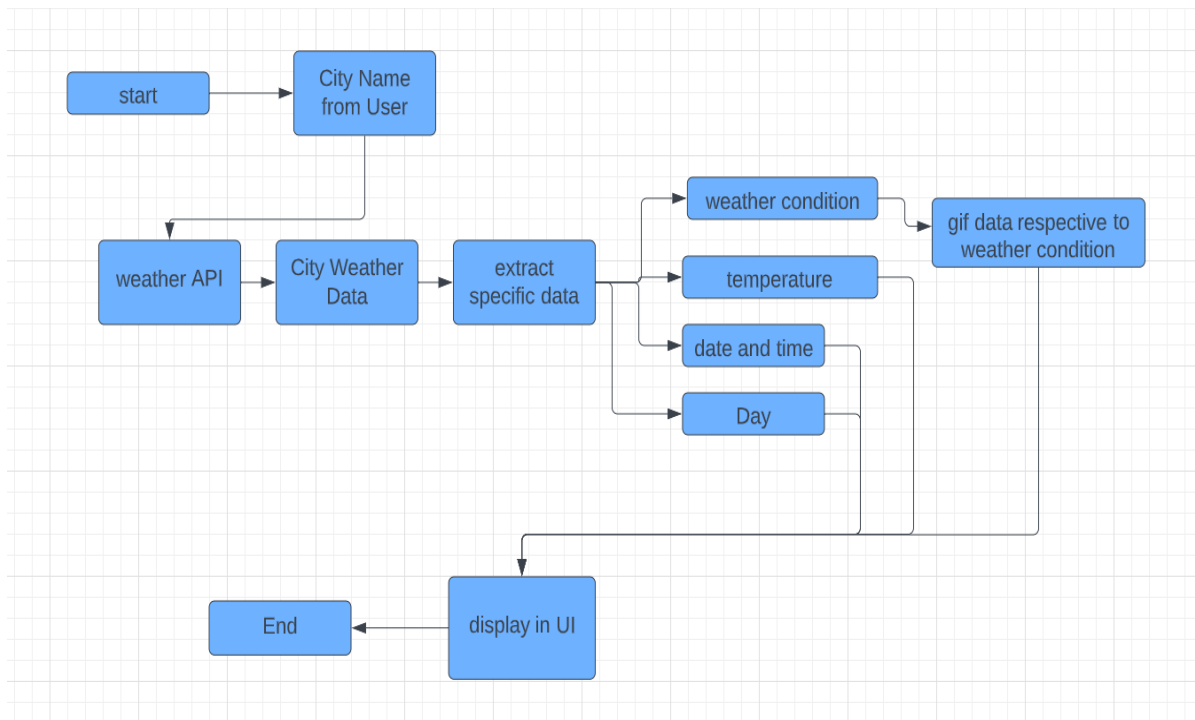 start
City Name
from User
weather API
City Weather
Data
extract
specific data
weather condition
gif data respective to
weather condition
temperature
date and time
Day
display in UI
End